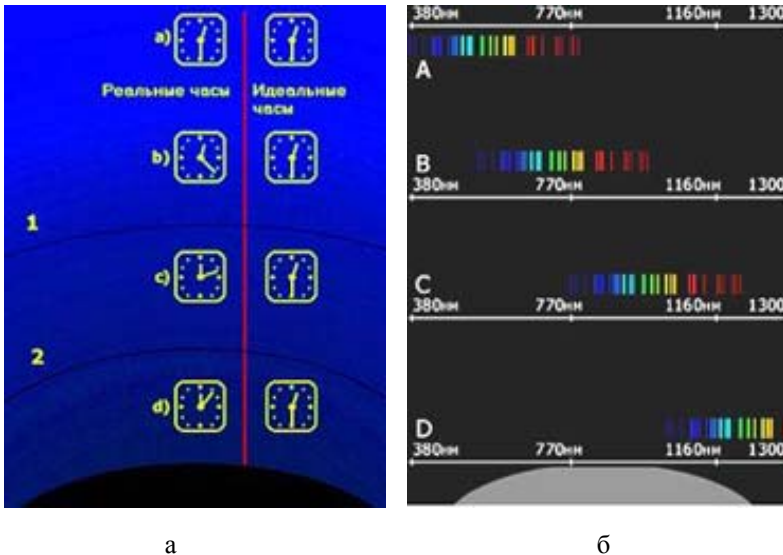 a)
Реальные часы
Идеальные
часы
b)
1
c)
2
d)
380нм 770нм 1160нм 1300
A
B
380нм 770нм 1160нм 1300
C
380нм 770нм 1160нм 1300
D
380нм 770нм 1160нм 1300
а
б